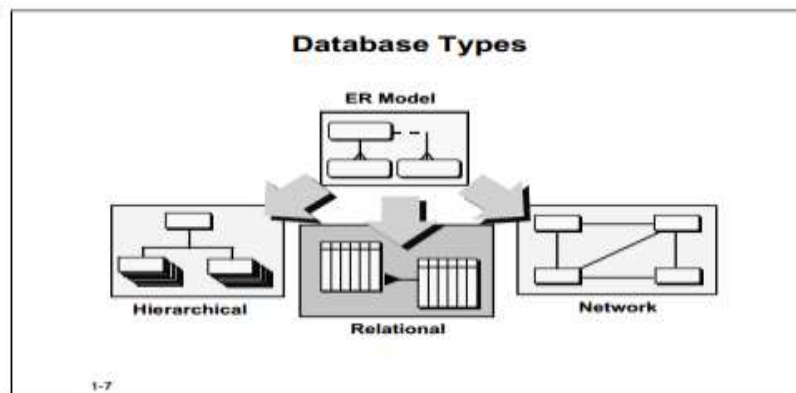 Database Types
ER Model
Hierarchical
Relational
Network
1-7